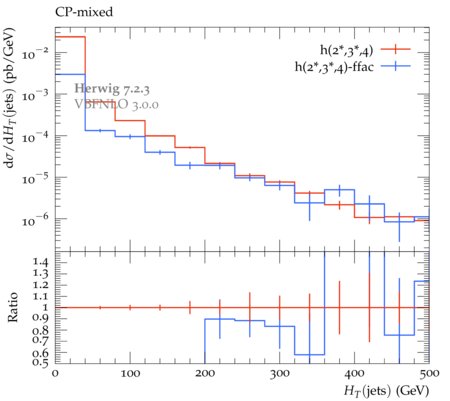 CP-mixed
h(2*,3*,4)
h(2*,3*,4)-ffac
Herwig 7.2.3
VBFNLO 3.0.0
10⁻²
10⁻³
10⁻⁴
10⁻⁵
10⁻⁶
dσ/dH_T(jets) (pb/GeV)
1.4
1.3
1.2
1.1
1
0.9
0.8
0.7
0.6
0.5
Ratio
0 100 200 300 400 500
H_T(jets) (GeV)